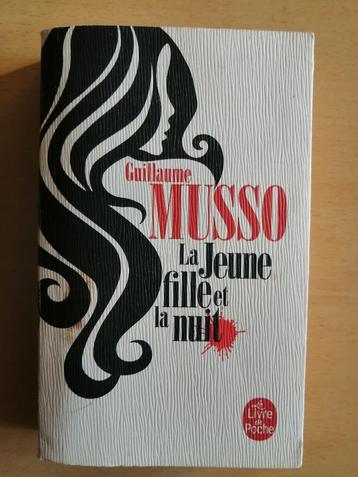 Guillaume
MUSSO
La Jeune
fille et
la nuit
Le
Livre
de
Poche